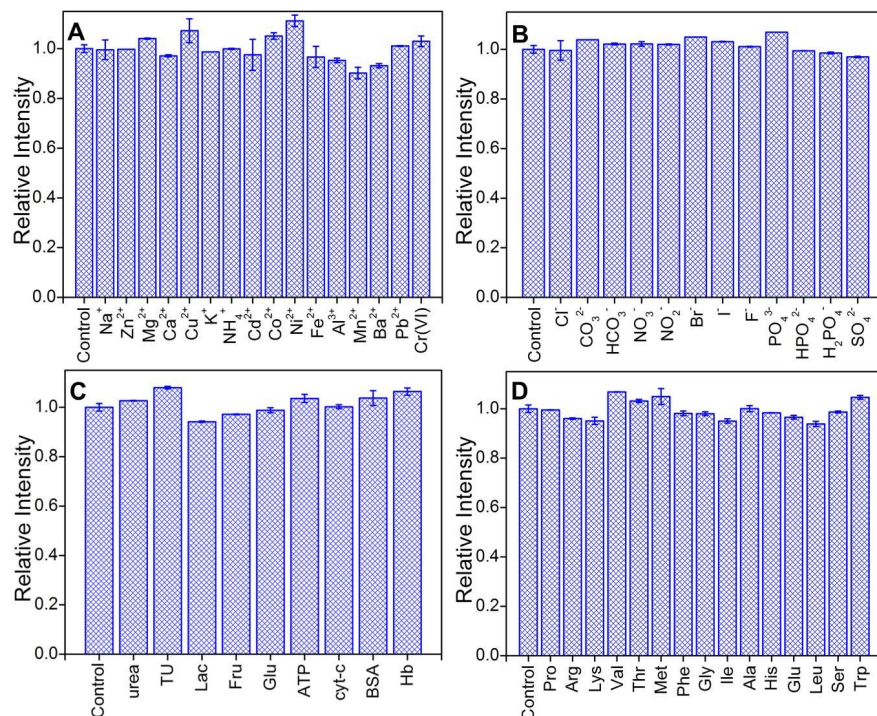 A
Relative Intensity
1.0
0.8
0.6
0.4
0.2
0.0
Control
Na⁺
Zn²⁺
Mg²⁺
Ca²⁺
Cu²⁺
K⁺
NH₄⁺
Cd²⁺
Co²⁺
Ni²⁺
Fe²⁺
Al³⁺
Mn²⁺
Ba²⁺
Pb²⁺
Cr(VI)
B
Relative Intensity
1.0
0.8
0.6
0.4
0.2
0.0
Control
Cl⁻
CO₃²⁻
HCO₃⁻
NO₃⁻
NO₂⁻
Br⁻
I⁻
F⁻
PO₄³⁻
HPO₄²⁻
H₂PO₄⁻
SO₄²⁻
C
Relative Intensity
1.0
0.8
0.6
0.4
0.2
0.0
Control
urea
TU
Lac
Fru
Glu
ATP
cyt-c
BSA
Hb
D
Relative Intensity
1.0
0.8
0.6
0.4
0.2
0.0
Control
Pro
Arg
Lys
Val
Thr
Met
Phe
Gly
Ile
Ala
His
Glu
Leu
Ser
Trp